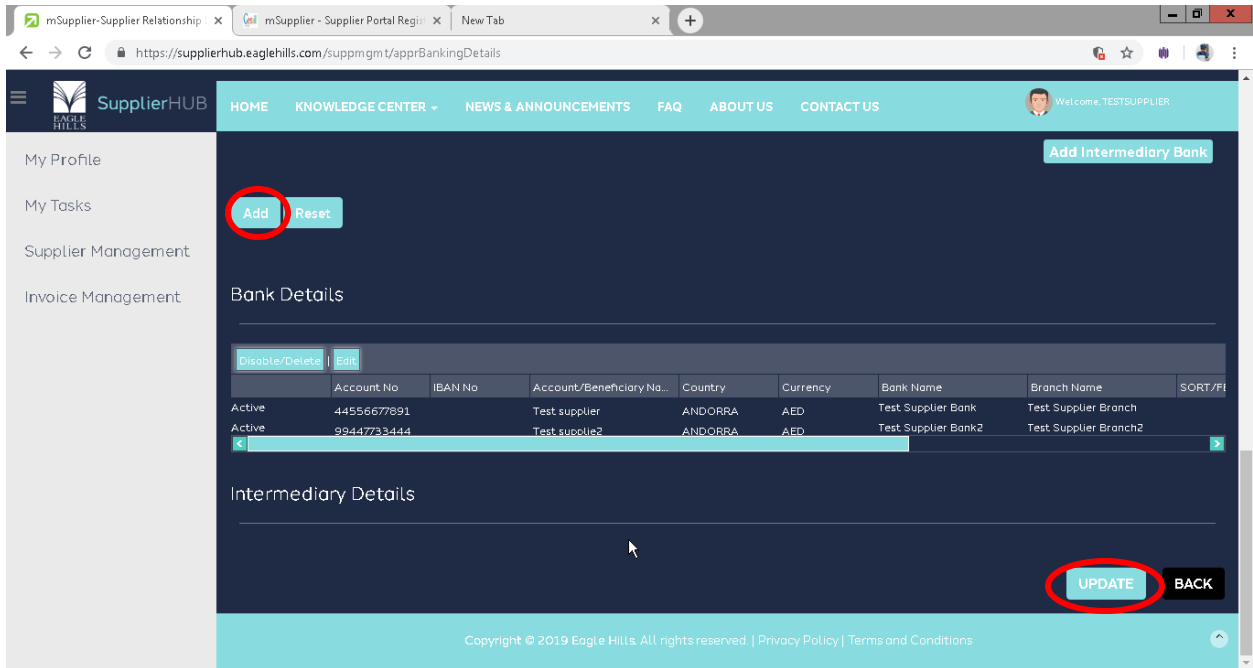 mSupplier-Supplier Relationship
mSupplier - Supplier Portal Regist
New Tab
https://supplierhub.eaglehills.com/suppmgmt/apprBankingDetails
EAGLE HILLS
SupplierHUB
HOME KNOWLEDGE CENTER NEWS & ANNOUNCEMENTS FAQ ABOUT US CONTACT US
Welcome, TESTSUPPLIER
My Profile
My Tasks
Supplier Management
Invoice Management
Add Intermediary Bank
Add Reset
Bank Details
Disable/Delete | Edit
Account No IBAN No Account/Beneficiary Na... Country Currency Bank Name Branch Name SORT/FE
Active 44556677891 Test supplier ANDORRA AED Test Supplier Bank Test Supplier Branch
Active 99447733444 Test supplie2 ANDORRA AED Test Supplier Bank2 Test Supplier Branch2
Intermediary Details
UPDATE BACK
Copyright © 2019 Eagle Hills. All rights reserved. | Privacy Policy | Terms and Conditions